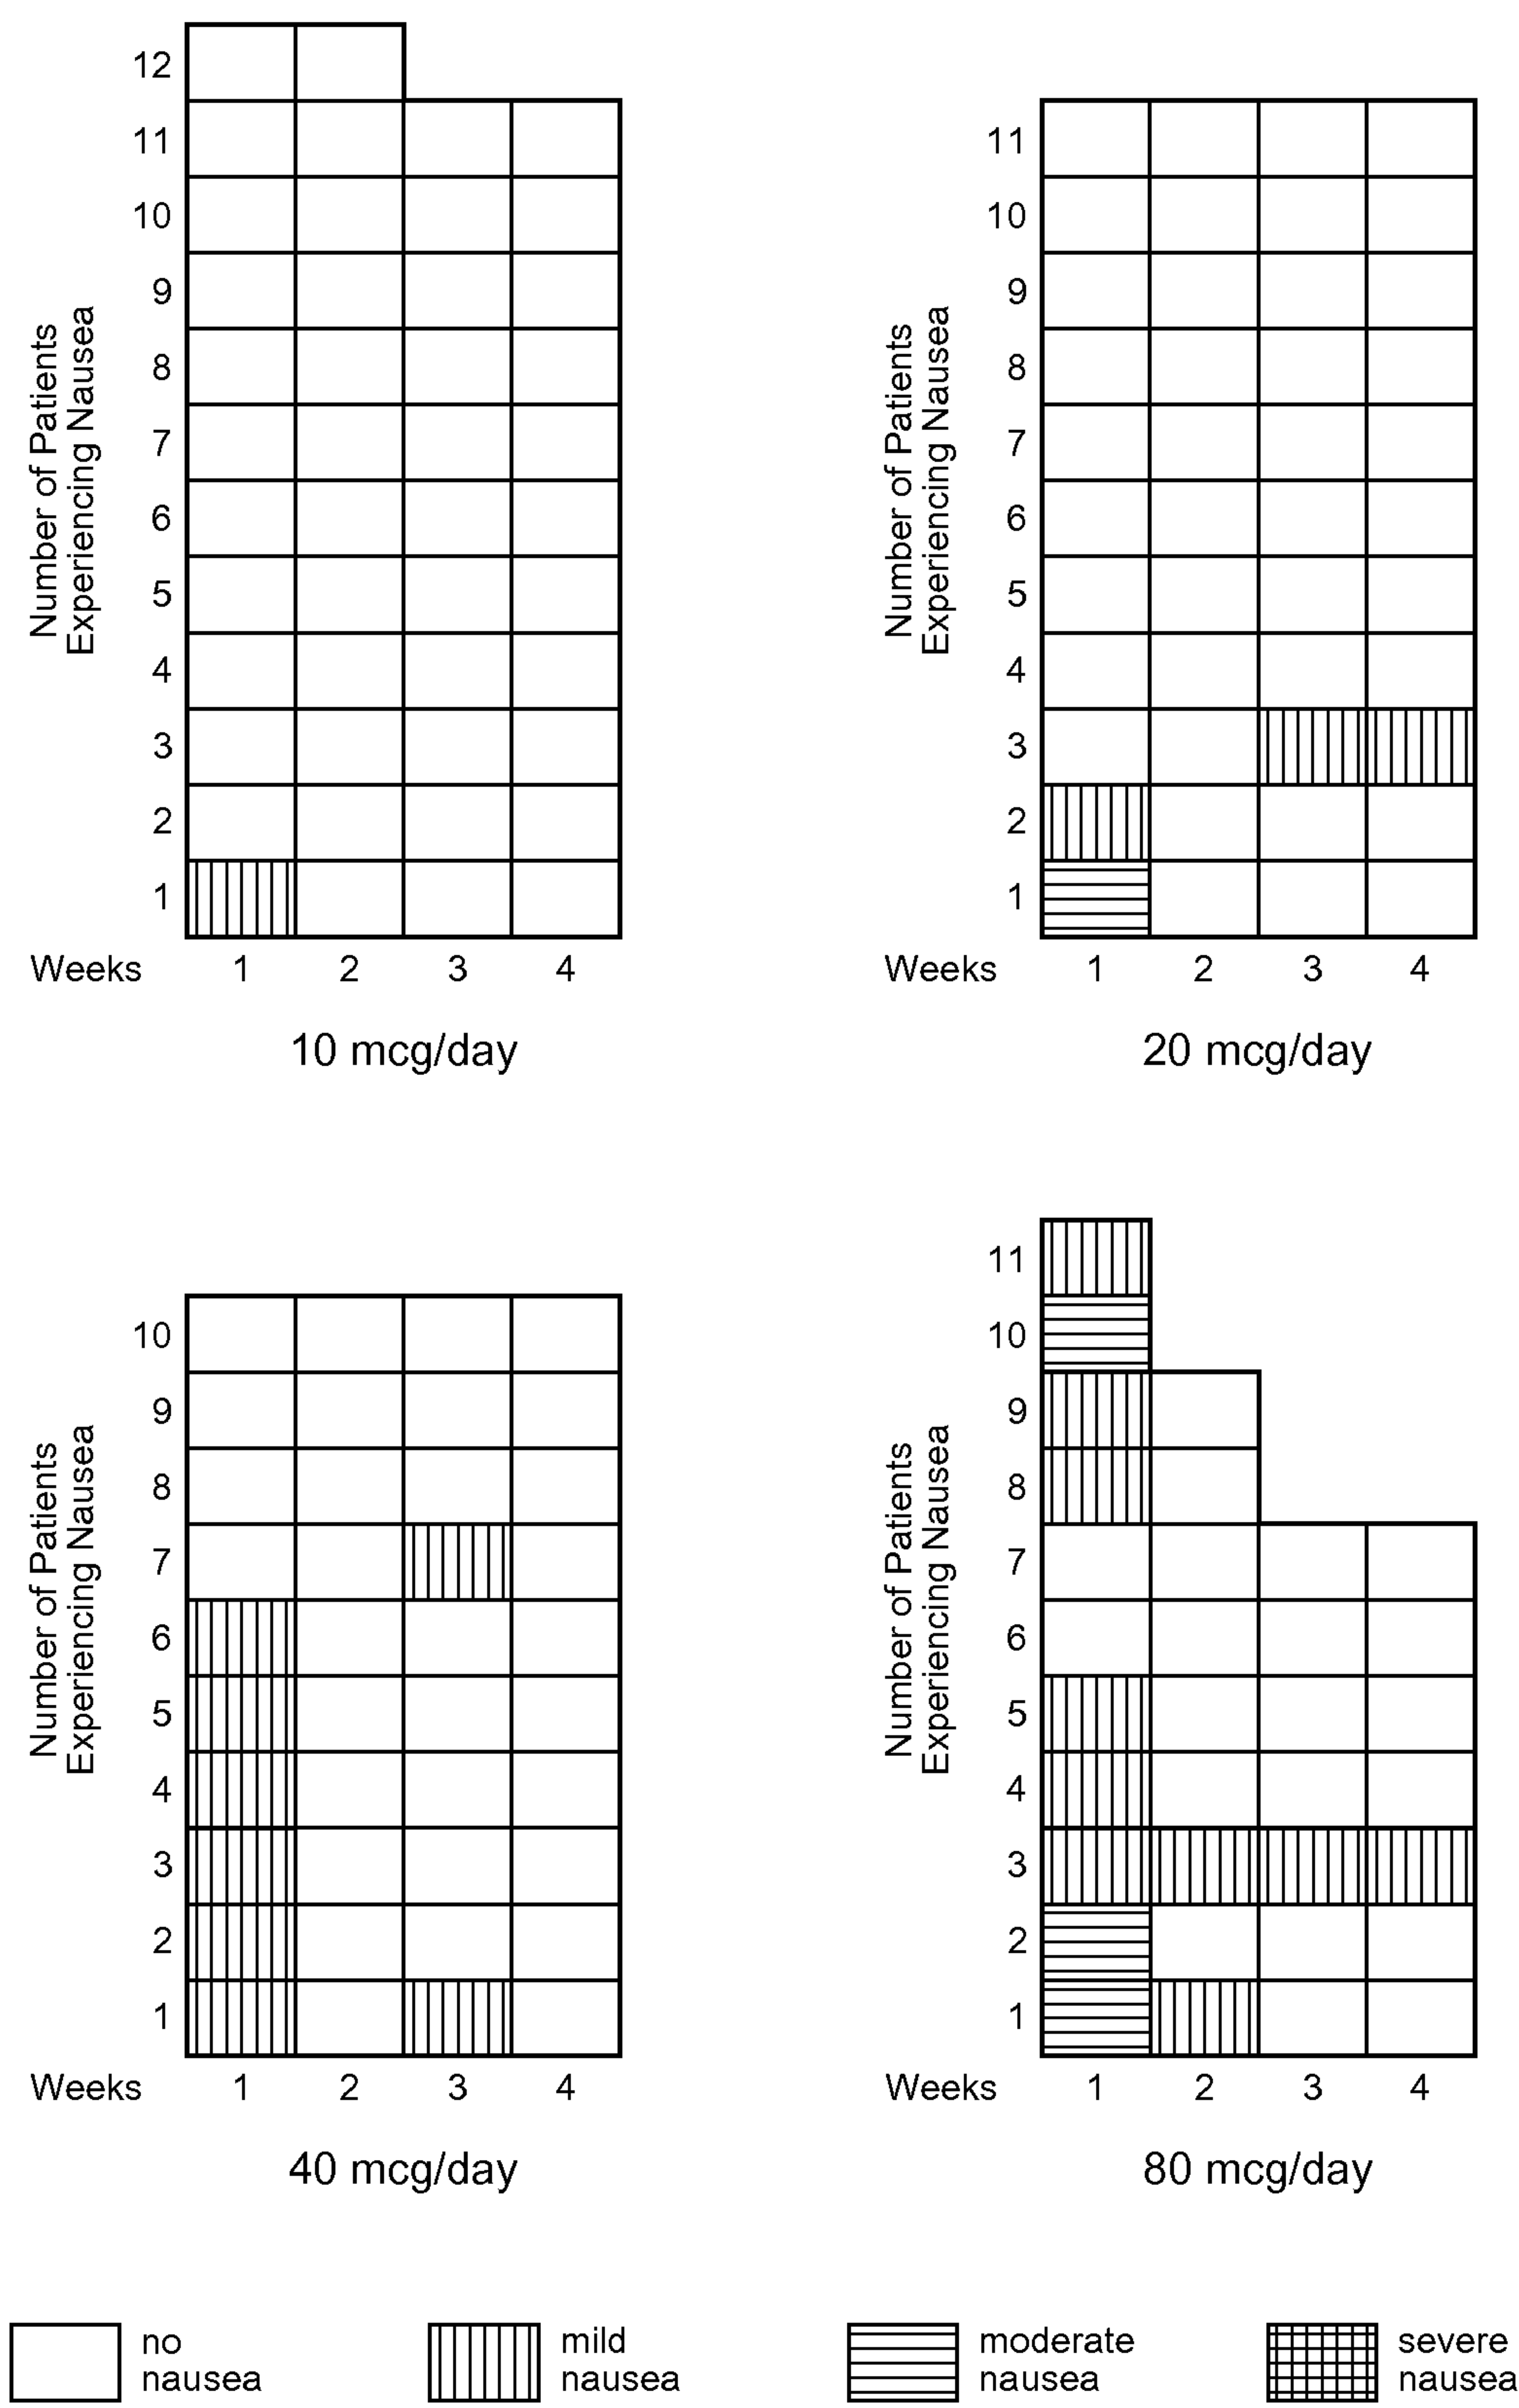 12
11
10
9
8
7
6
5
4
3
2
1
Number of Patients
Experiencing Nausea
Weeks 1 2 3 4
10 mcg/day
11
10
9
8
7
6
5
4
3
2
1
Number of Patients
Experiencing Nausea
Weeks 1 2 3 4
20 mcg/day
10
9
8
7
6
5
4
3
2
1
Number of Patients
Experiencing Nausea
Weeks 1 2 3 4
40 mcg/day
11
10
9
8
7
6
5
4
3
2
1
Number of Patients
Experiencing Nausea
Weeks 1 2 3 4
80 mcg/day
no
nausea
mild
nausea
moderate
nausea
severe
nausea